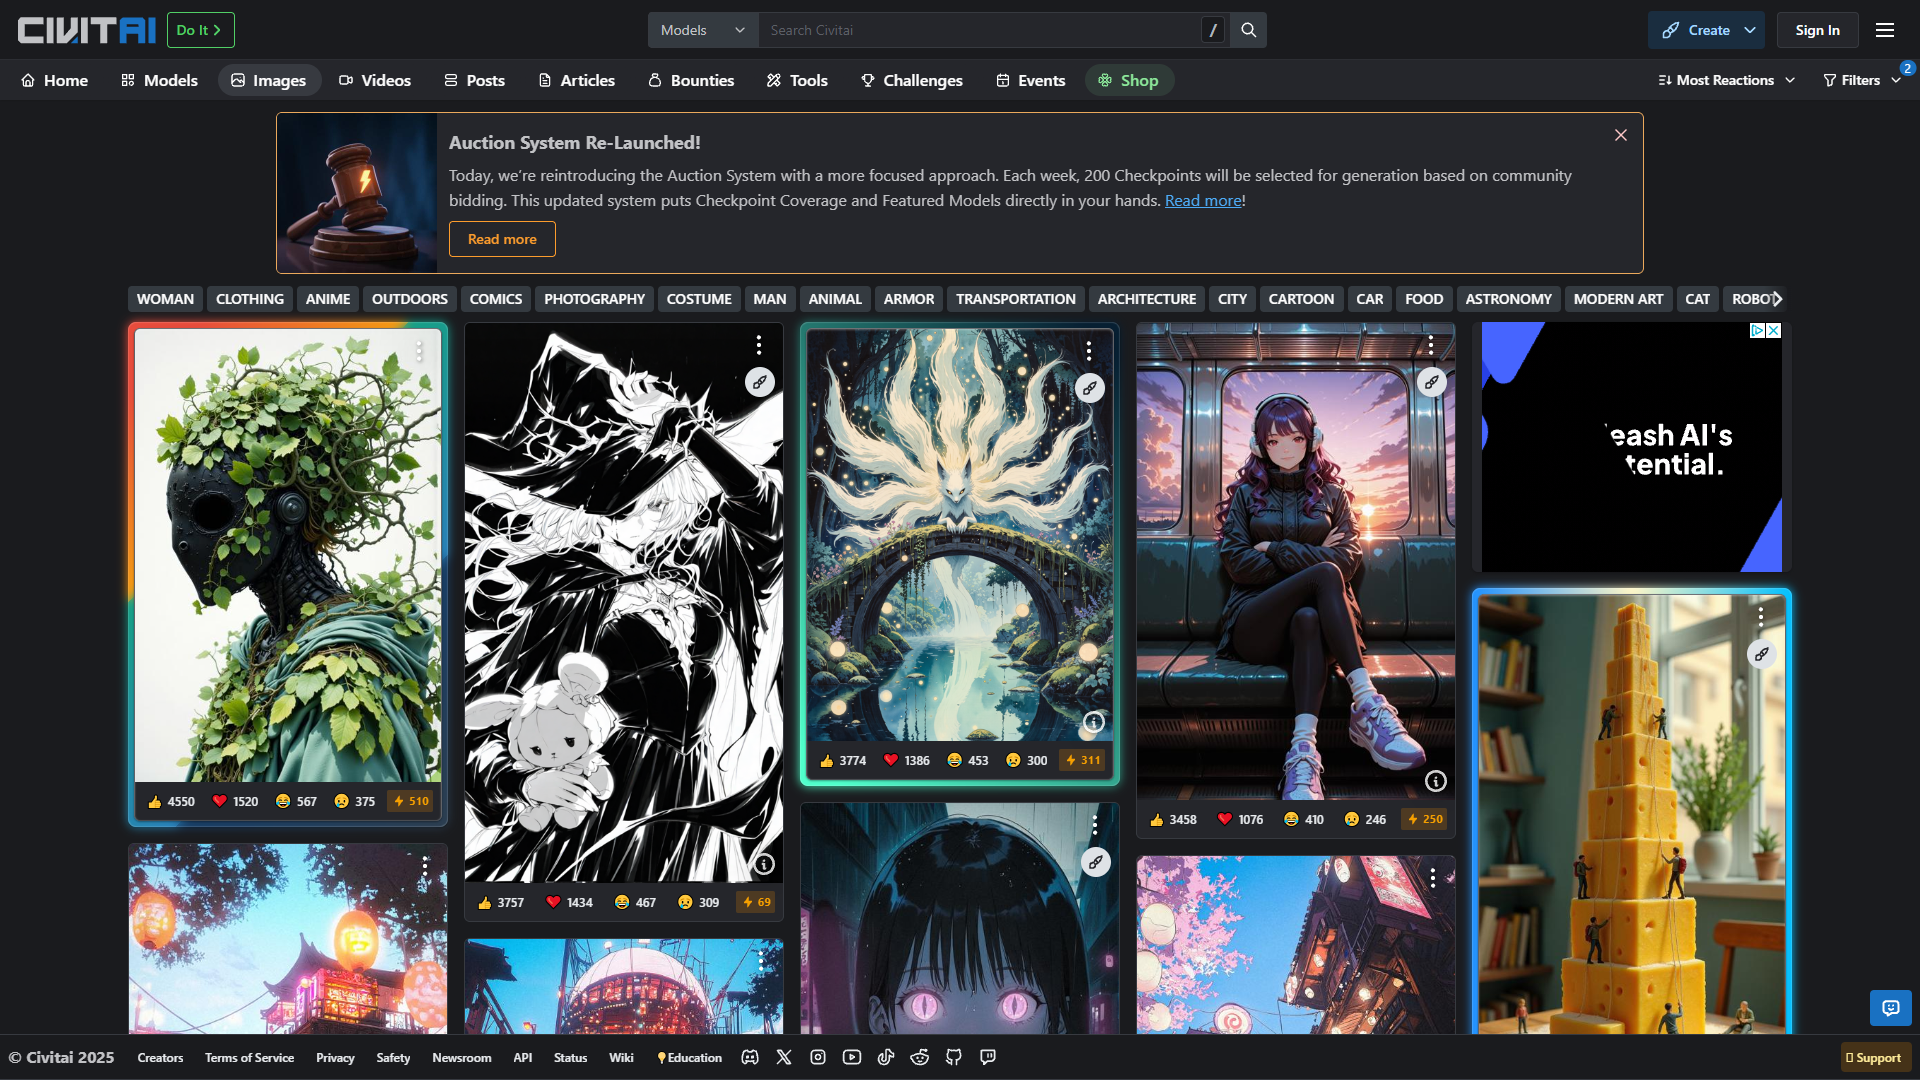 CIVITAI
Do It
Models
Search Civitai
/
Create
Sign In
Home
Models
Images
Videos
Posts
Articles
Bounties
Tools
Challenges
Events
Shop
Most Reactions
Filters
2
Auction System Re-Launched!
Today, we’re reintroducing the Auction System with a more focused approach. Each week, 200 Checkpoints will be selected for generation based on community
bidding. This updated system puts Checkpoint Coverage and Featured Models directly in your hands. Read more!
Read more
WOMAN
CLOTHING
ANIME
OUTDOORS
COMICS
PHOTOGRAPHY
COSTUME
MAN
ANIMAL
ARMOR
TRANSPORTATION
ARCHITECTURE
CITY
CARTOON
CAR
FOOD
ASTRONOMY
MODERN ART
CAT
ROBOT
eash AI's
tential.
4550 1520 567 375 510
3757 1434 467 309 69
3774 1386 453 300 311
3458 1076 410 246 250
© Civitai 2025
Creators
Terms of Service
Privacy
Safety
Newsroom
API
Status
Wiki
Education
Support